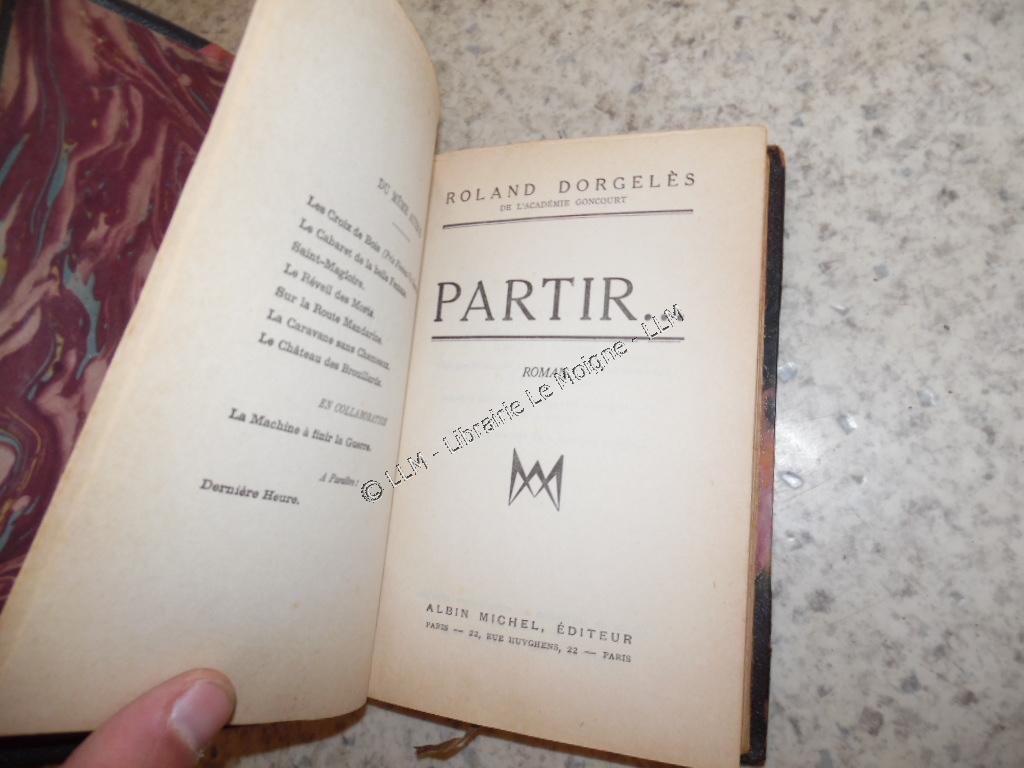 DU MÊME AUTEUR
Les Croix de Bois (Prix Femina
Le Cabaret de la belle Femme.
Saint-Magloire.
Le Réveil des Morts.
Sur la Route Mandarine.
La Caravane sans Chameaux.
Le Château des Brouillards.
EN COLLABORATION
La Machine à finir la Guerre.
A Paraître :
Dernière Heure.
ROLAND DORGELÈS
DE L'ACADÉMIE GONCOURT
PARTIR...
ROMAN
ALBIN MICHEL, ÉDITEUR
PARIS — 22, RUE HUYGHENS, 22 — PARIS
© LLM - Librairie Le Moigne - LLM